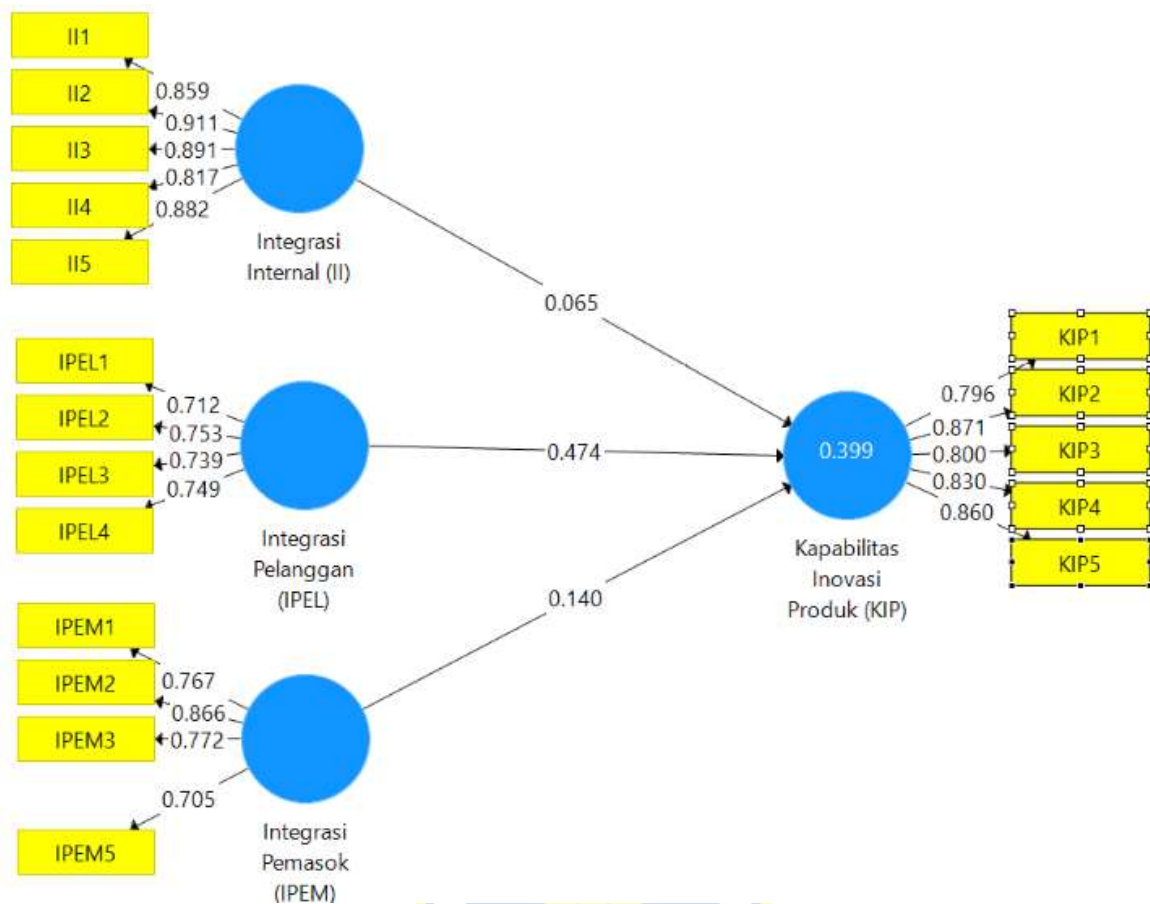 II1
II2
II3
II4
II5
0.859
0.911
0.891
0.817
0.882
Integrasi
Internal (II)
0.065
IPEL1
IPEL2
IPEL3
IPEL4
0.712
0.753
0.739
0.749
Integrasi
Pelanggan
(IPEL)
0.474
IPEM1
IPEM2
IPEM3
IPEM5
0.767
0.866
0.772
0.705
Integrasi
Pemasok
(IPEM)
0.140
0.399
Kapabilitas
Inovasi
Produk (KIP)
0.796
0.871
0.800
0.830
0.860
KIP1
KIP2
KIP3
KIP4
KIP5